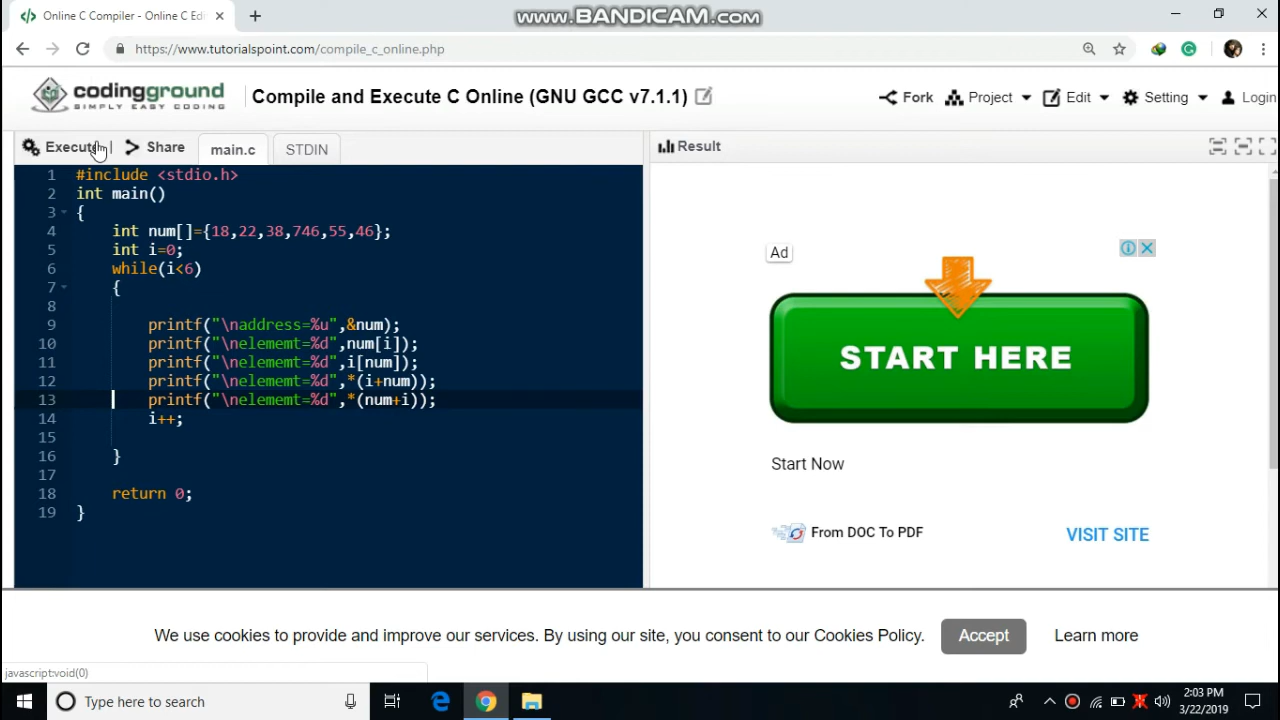 Online C Compiler - Online C Edi
www.BANDICAM.com
https://www.tutorialspoint.com/compile_c_online.php
codingground
SIMPLY EASY CODING
Compile and Execute C Online (GNU GCC v7.1.1)
Fork
Project
Edit
Setting
Login
Execute |
Share
main.c
STDIN
Result
1 #include <stdio.h>
2 int main()
3 {
4 int num[]={18,22,38,746,55,46};
5 int i=0;
6 while(i<6)
7 {
8
9 printf("\naddress=%u",&num);
10 printf("\nelememt=%d",num[i]);
11 printf("\nelememt=%d",i[num]);
12 printf("\nelememt=%d",*(i+num));
13 printf("\nelememt=%d",*(num+i));
14 i++;
15
16 }
17
18 return 0;
19 }
Ad
START HERE
Start Now
From DOC To PDF
VISIT SITE
We use cookies to provide and improve our services. By using our site, you consent to our Cookies Policy.
Accept
Learn more
javascript:void(0)
Type here to search
2:03 PM
3/22/2019